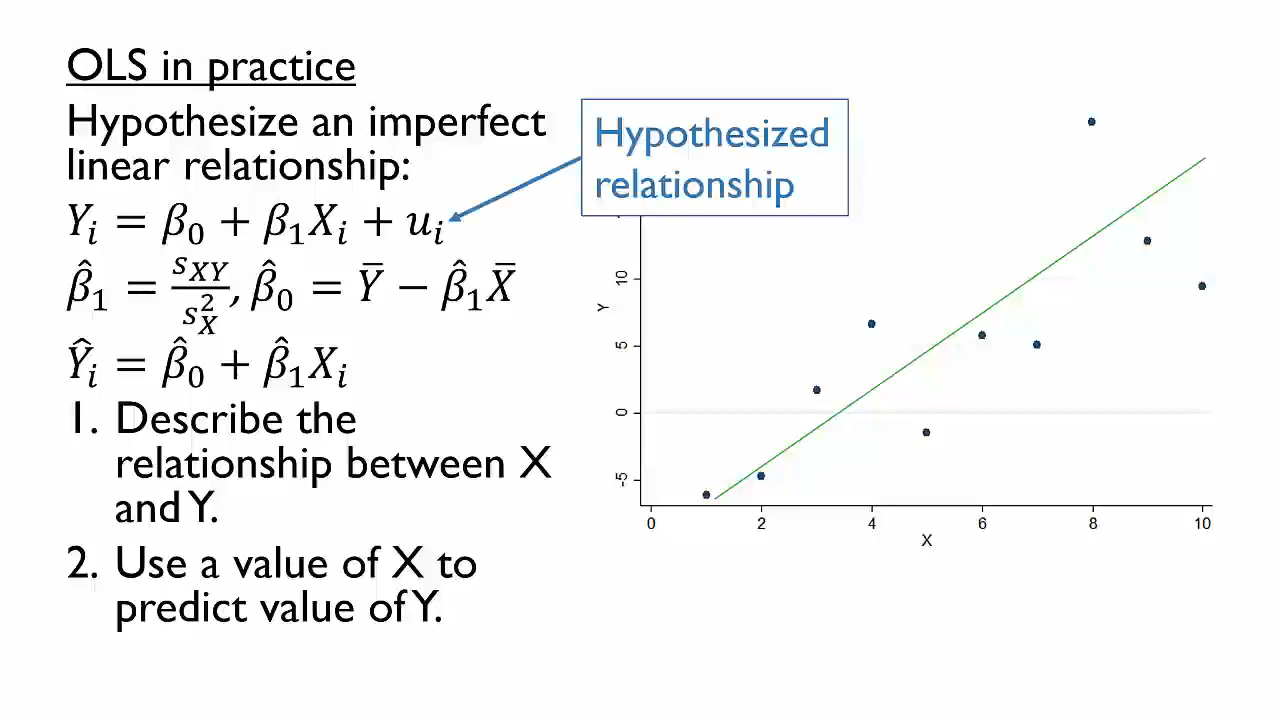 OLS in practice
Hypothesize an imperfect
linear relationship:
Yᵢ = β₀ + β₁Xᵢ + uᵢ
β̂₁ = s_XY / s²_X, β̂₀ = Ȳ − β̂₁X̄
Ŷᵢ = β̂₀ + β̂₁Xᵢ
1. Describe the
relationship between X
and Y.
2. Use a value of X to
predict value of Y.
Hypothesized
relationship
10
5
0
-5
Y
0 2 4 6 8 10
X